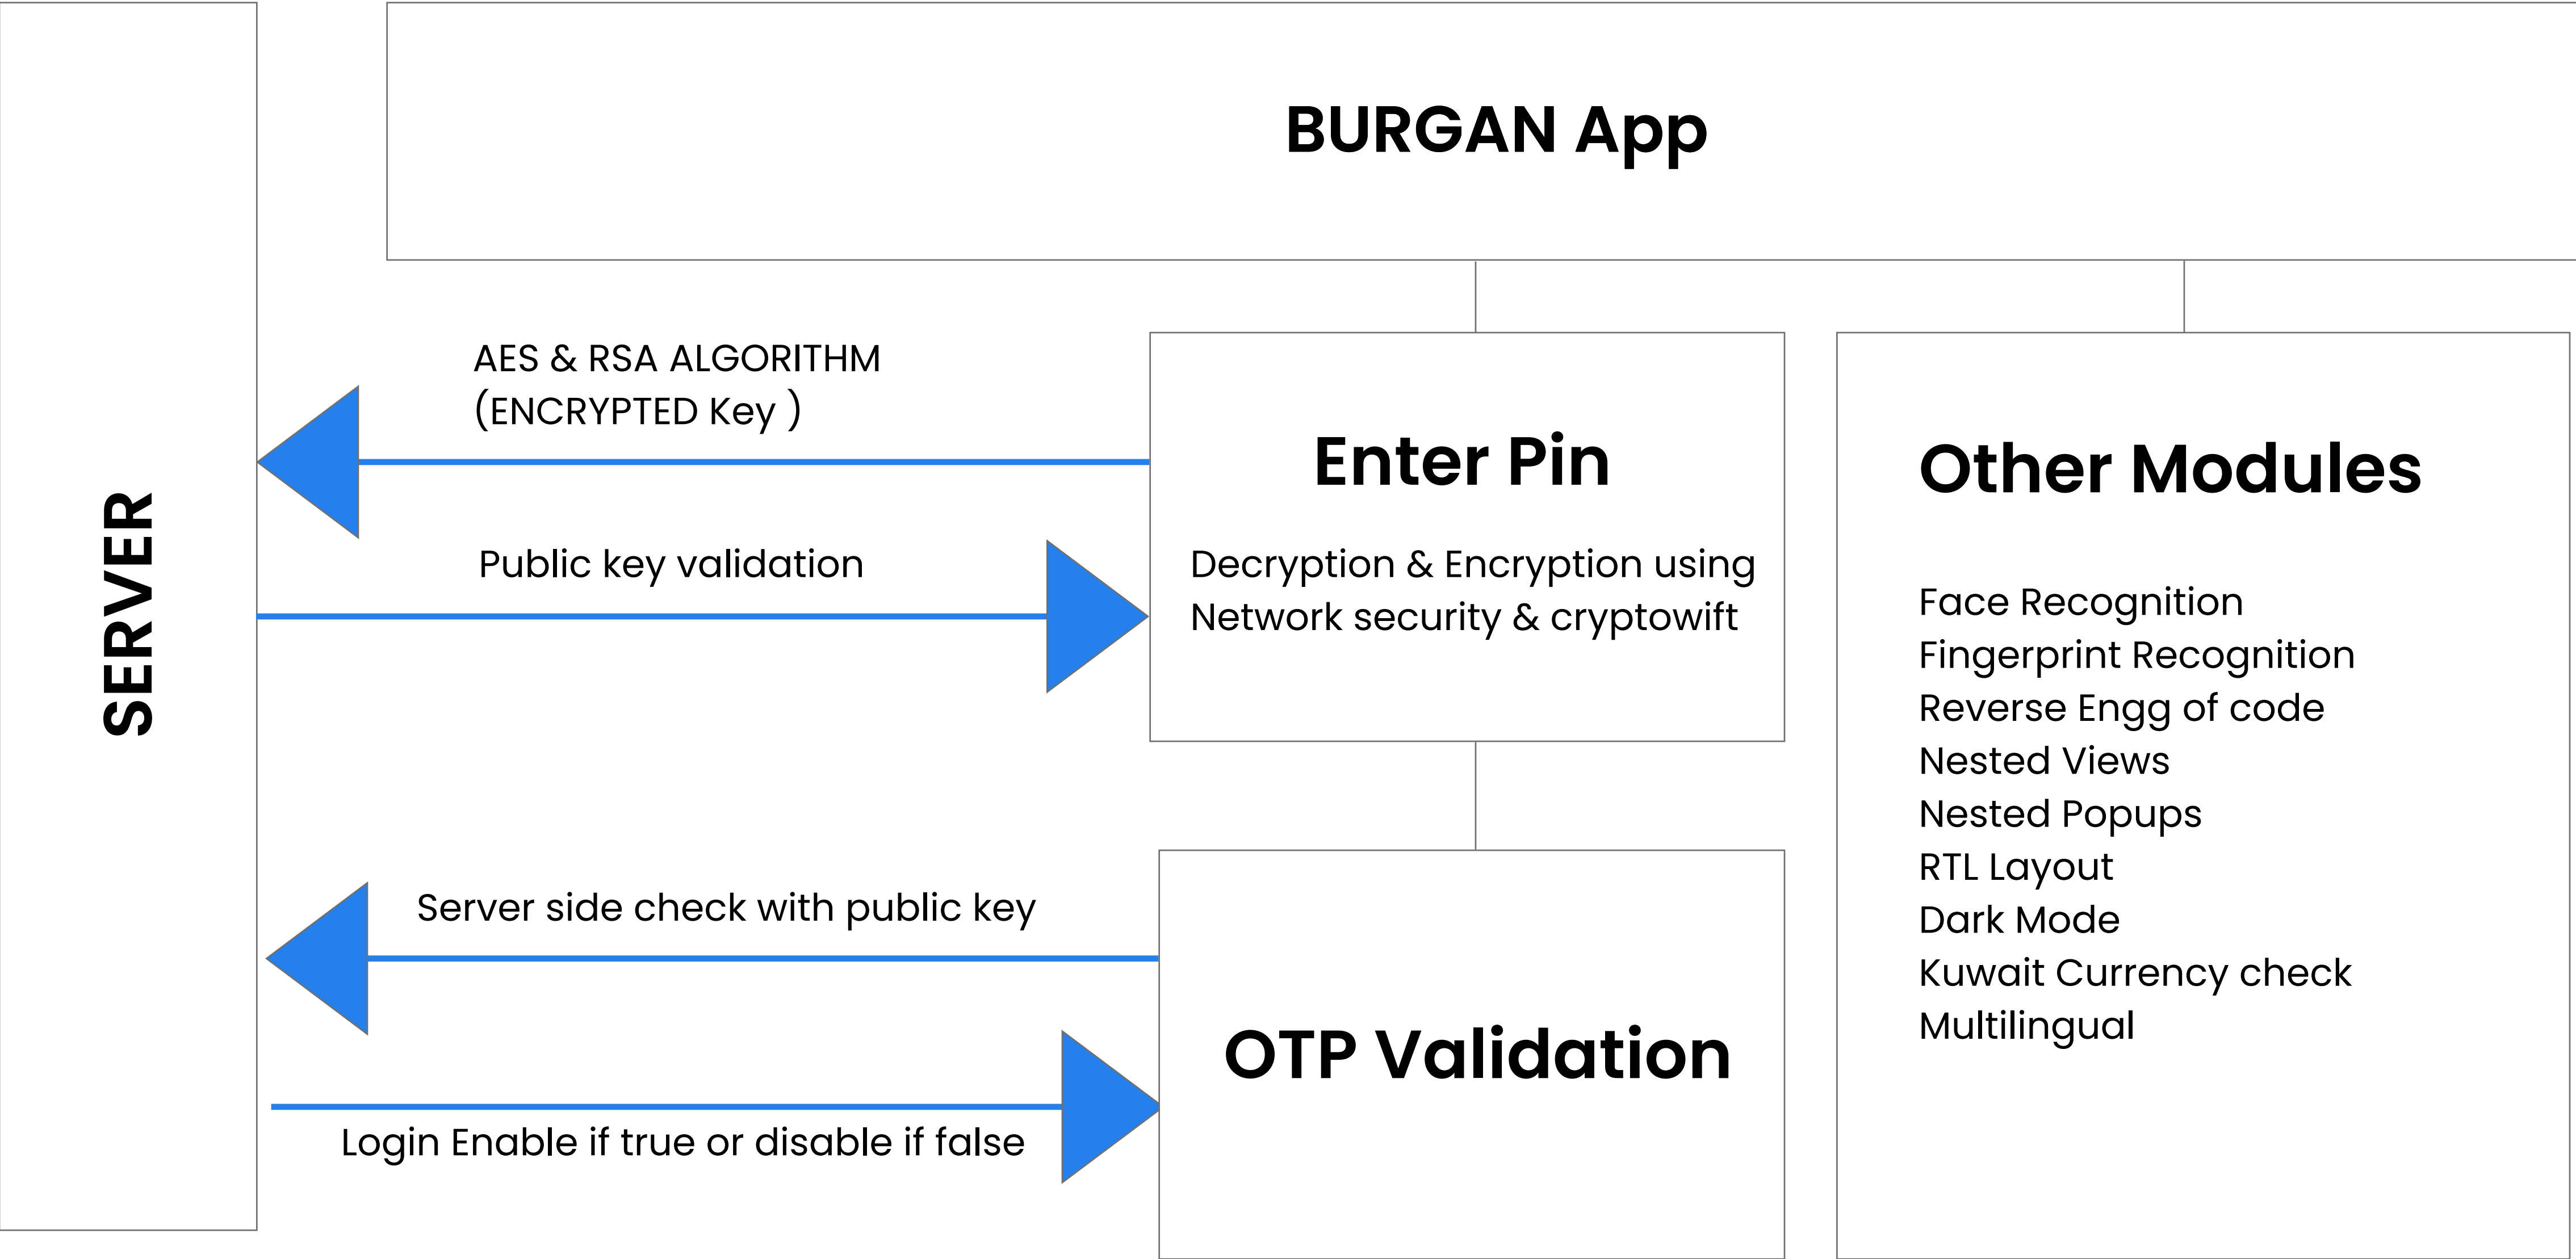 BURGAN App
SERVER
AES & RSA ALGORITHM
(ENCRYPTED Key )
Public key validation
Enter Pin
Decryption & Encryption using
Network security & cryptowift
Server side check with public key
Login Enable if true or disable if false
OTP Validation
Other Modules
Face Recognition
Fingerprint Recognition
Reverse Engg of code
Nested Views
Nested Popups
RTL Layout
Dark Mode
Kuwait Currency check
Multilingual